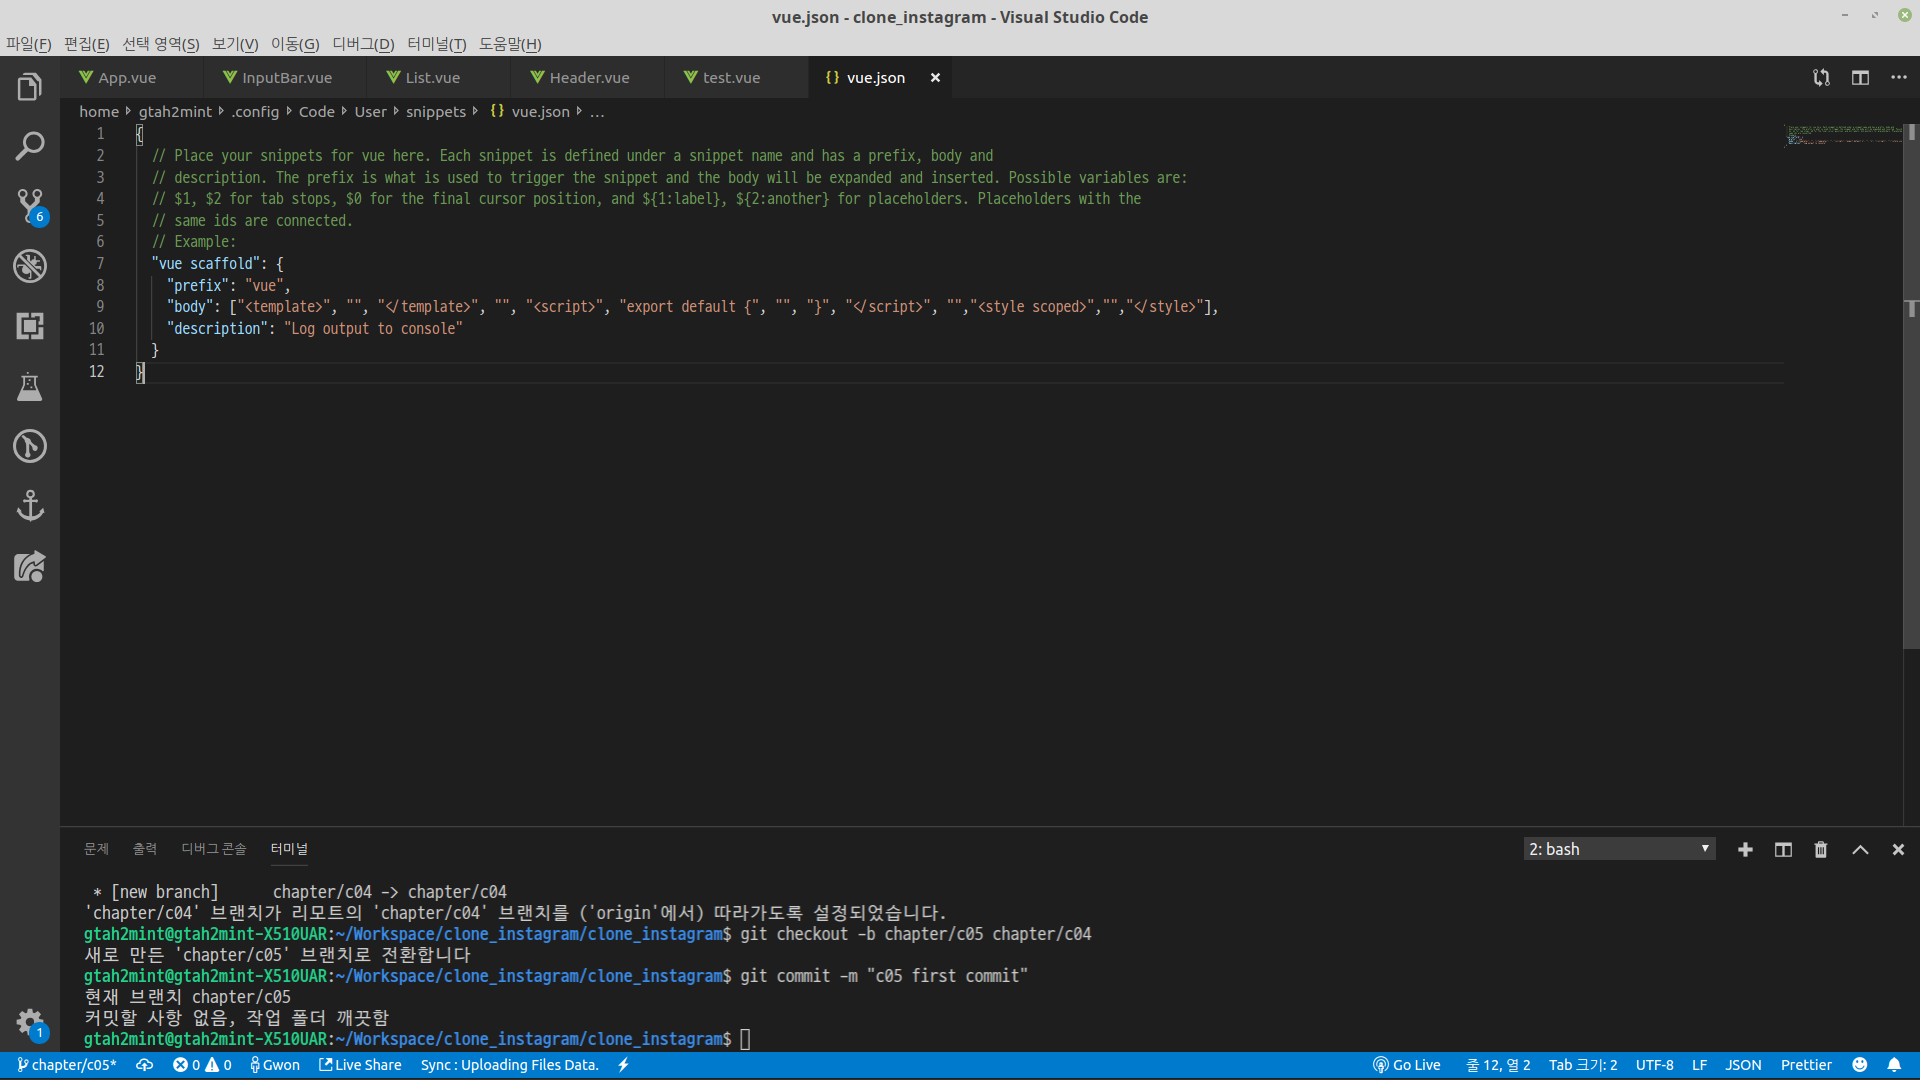 vue.json - clone_instagram - Visual Studio Code
파일(F) 편집(E) 선택 영역(S) 보기(V) 이동(G) 디버그(D) 터미널(T) 도움말(H)
App.vue InputBar.vue List.vue Header.vue test.vue {} vue.json
home gtah2mint .config Code User snippets {} vue.json ...
1 {
2 // Place your snippets for vue here. Each snippet is defined under a snippet name and has a prefix, body and
3 // description. The prefix is what is used to trigger the snippet and the body will be expanded and inserted. Possible variables are:
4 // $1, $2 for tab stops, $0 for the final cursor position, and ${1:label}, ${2:another} for placeholders. Placeholders with the
5 // same ids are connected.
6 // Example:
7 "vue scaffold": {
8 "prefix": "vue",
9 "body": ["<template>", "", "</template>", "", "<script>", "export default {", "", "}", "</script>", "","<style scoped>","","</style>"],
10 "description": "Log output to console"
11 }
12 }
6
1
문제 출력 디버그 콘솔 터미널 2: bash
* [new branch] chapter/c04 -> chapter/c04
'chapter/c04' 브랜치가 리모트의 'chapter/c04' 브랜치를 ('origin'에서) 따라가도록 설정되었습니다.
gtah2mint@gtah2mint-X510UAR:~/Workspace/clone_instagram/clone_instagram$ git checkout -b chapter/c05 chapter/c04
새로 만든 'chapter/c05' 브랜치로 전환합니다
gtah2mint@gtah2mint-X510UAR:~/Workspace/clone_instagram/clone_instagram$ git commit -m "c05 first commit"
현재 브랜치 chapter/c05
커밋할 사항 없음, 작업 폴더 깨끗함
gtah2mint@gtah2mint-X510UAR:~/Workspace/clone_instagram/clone_instagram$
chapter/c05* 0 0 Gwon Live Share Sync : Uploading Files Data. Go Live 줄 12, 열 2 Tab 크기: 2 UTF-8 LF JSON Prettier